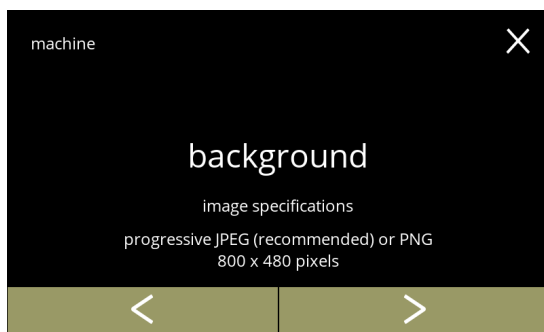 machine
background
image specifications
progressive JPEG (recommended) or PNG
800 x 480 pixels